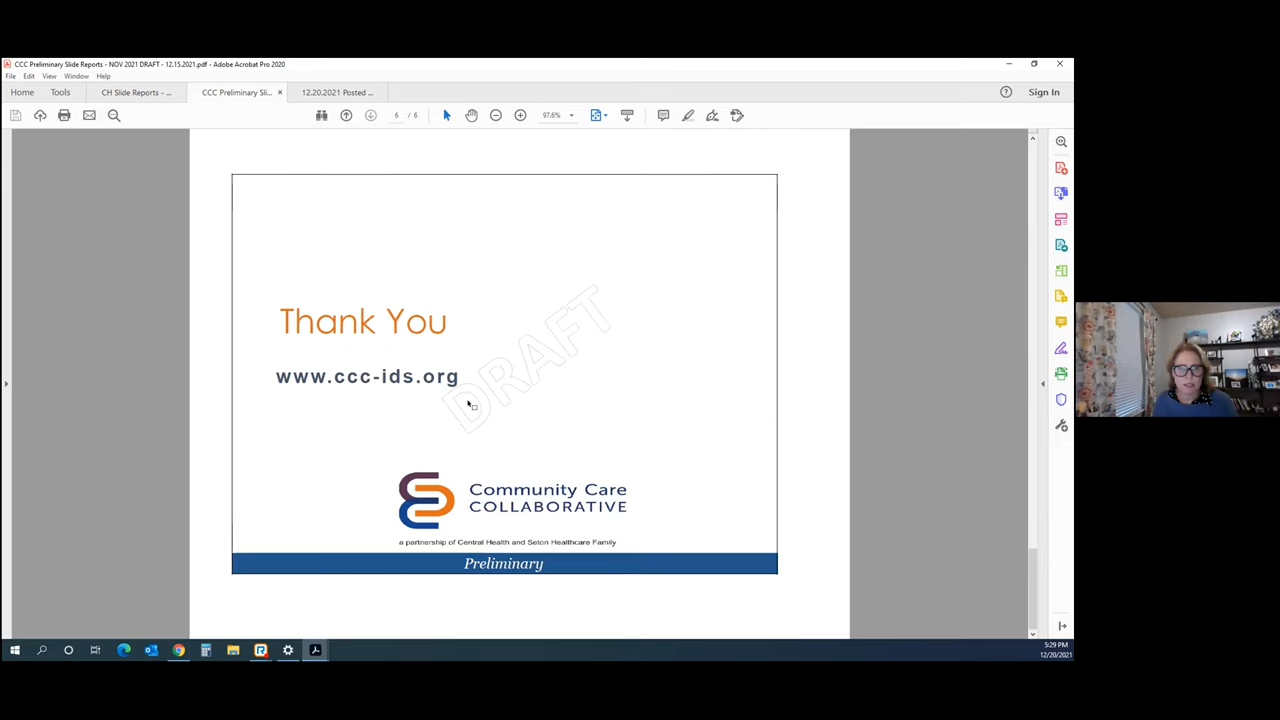 CCC Preliminary Slide Reports - NOV 2021 DRAFT - 12.15.2021.pdf - Adobe Acrobat Pro 2020
File Edit View Window Help
Home Tools CH Slide Reports - ... CCC Preliminary Sli... × 12.20.2021 Posted ... Sign In
6 / 6 97.6%
Thank You
www.ccc-ids.org
DRAFT
Community Care
COLLABORATIVE
a partnership of Central Health and Seton Healthcare Family
Preliminary
5:29 PM
12/20/2021